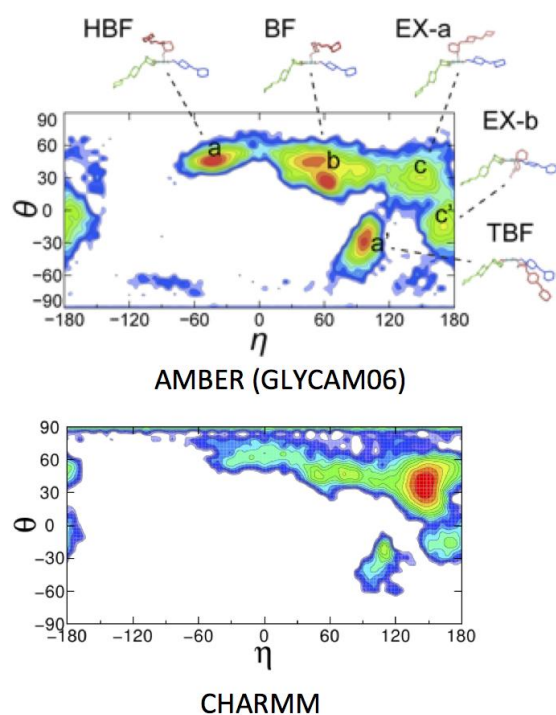 HBF BF EX-a
EX-b
TBF
90
60
30
0
−30
−60
−90
θ
a b c
c'
a'
−180 −120 −60 0 60 120 180
η
AMBER (GLYCAM06)
90
60
30
0
−30
−60
−90
θ
−180 −120 −60 0 60 120 180
η
CHARMM